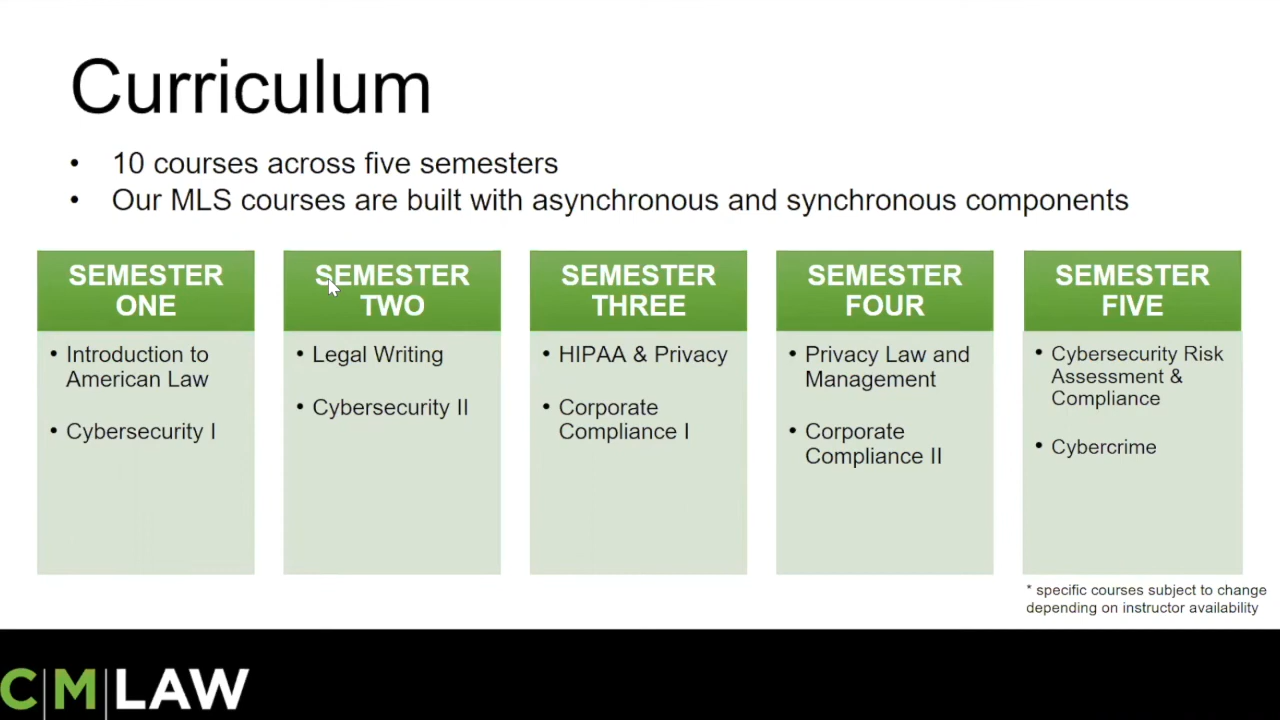 Curriculum
• 10 courses across five semesters
• Our MLS courses are built with asynchronous and synchronous components
SEMESTER
ONE
• Introduction to
American Law
• Cybersecurity I
SEMESTER
TWO
• Legal Writing
• Cybersecurity II
SEMESTER
THREE
• HIPAA & Privacy
• Corporate
Compliance I
SEMESTER
FOUR
• Privacy Law and
Management
• Corporate
Compliance II
SEMESTER
FIVE
• Cybersecurity Risk
Assessment &
Compliance
• Cybercrime
* specific courses subject to change
depending on instructor availability
C|M|LAW